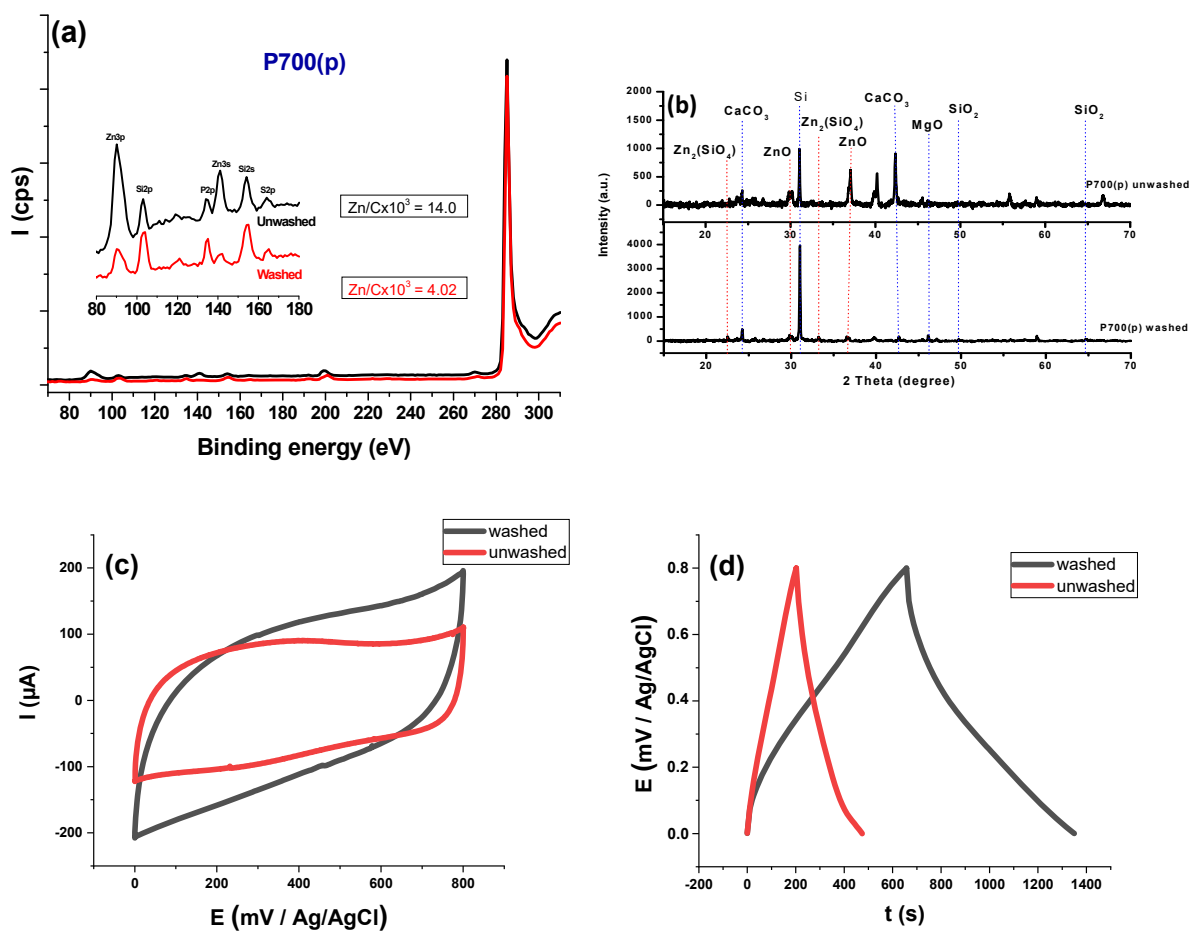 (a)
P700(p)
I (cps)
Zn3p
Si2p
P2p
Zn3s
Si2s
S2p
Unwashed
Washed
80 100 120 140 160 180
Zn/Cx10³ = 14.0
Zn/Cx10³ = 4.02
80 100 120 140 160 180 200 220 240 260 280 300
Binding energy (eV)
(b)
Intensity (a.u.)
2000
1500
1000
500
0
Zn₂(SiO₄)
CaCO₃
ZnO
Si
Zn₂(SiO₄)
ZnO
CaCO₃
MgO
SiO₂
SiO₂
P700(p) unwashed
20 30 40 50 60 70
4000
3000
2000
1000
0
P700(p) washed
20 30 40 50 60 70
2 Theta (degree)
(c)
washed
unwashed
I (µA)
200
100
0
-100
-200
0 200 400 600 800
E (mV / Ag/AgCl)
(d)
washed
unwashed
E (mV / Ag/AgCl)
0.8
0.6
0.4
0.2
0.0
-200 0 200 400 600 800 1000 1200 1400
t (s)